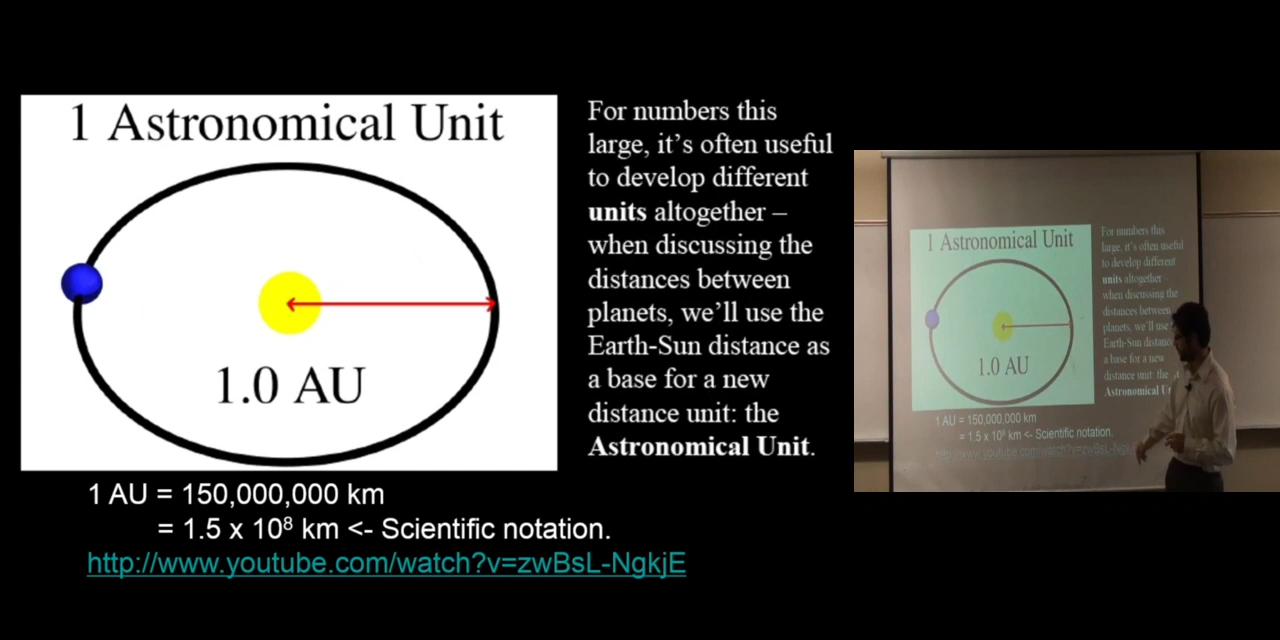 1 Astronomical Unit
1.0 AU
For numbers this
large, it’s often useful
to develop different
units altogether –
when discussing the
distances between
planets, we’ll use the
Earth-Sun distance as
a base for a new
distance unit: the
Astronomical Unit.
1 AU = 150,000,000 km
= 1.5 x 10⁸ km <- Scientific notation.
http://www.youtube.com/watch?v=zwBsL-NgkjE
1 Astronomical Unit
1.0 AU
For numbers this
large, it’s often useful
to develop different
units altogether
when discussing the
distances between
planets, we’ll use
Earth-Sun distance
a base for a new
distance unit: the
Astronomical
1 AU = 150,000,000 km
= 1.5 x 10⁸ km <- Scientific notation.